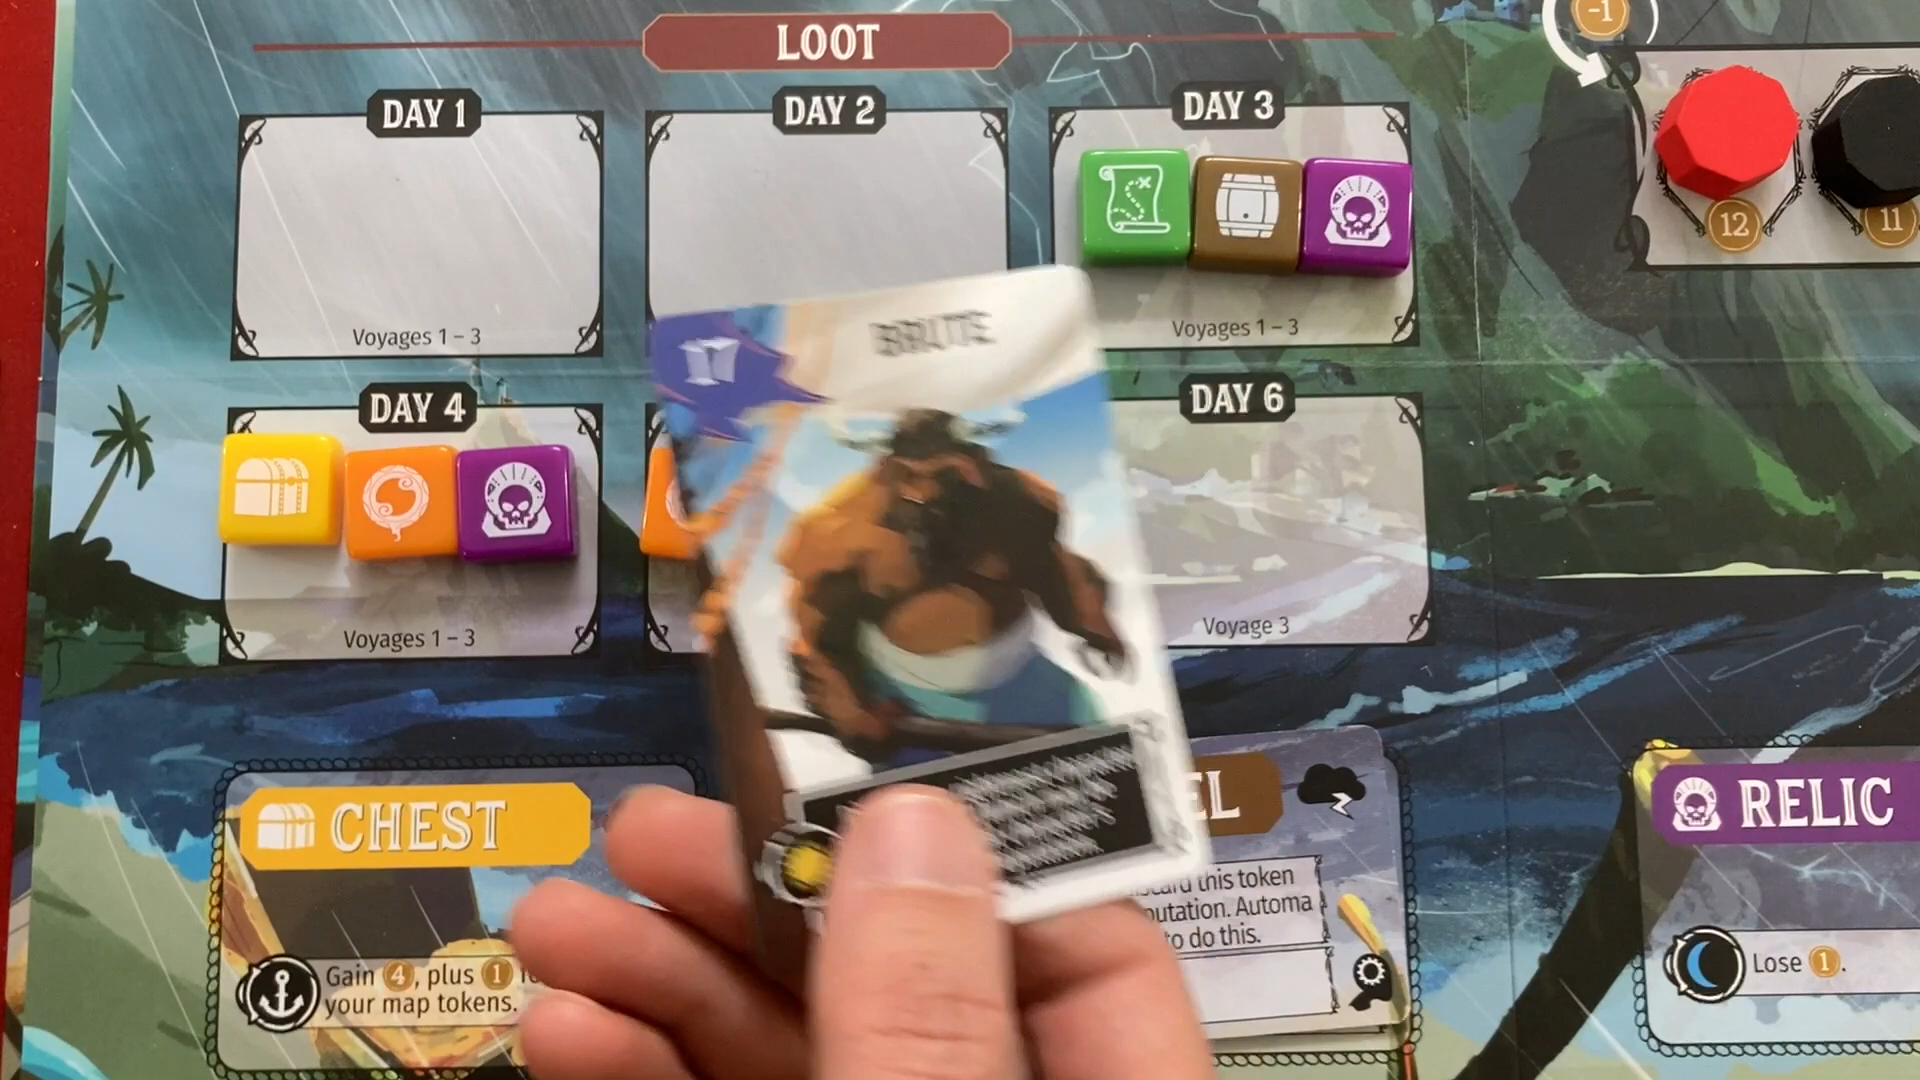 LOOT
-1
DAY 1
DAY 2
DAY 3
12
11
Voyages 1 – 3
Voyages 1 – 3
BRUTE
DAY 4
DAY 6
Voyages 1 – 3
Voyage 3
CHEST
EL
RELIC
Gain 4, plus 1
your map tokens.
this token
Automa
to do this.
Lose 1.